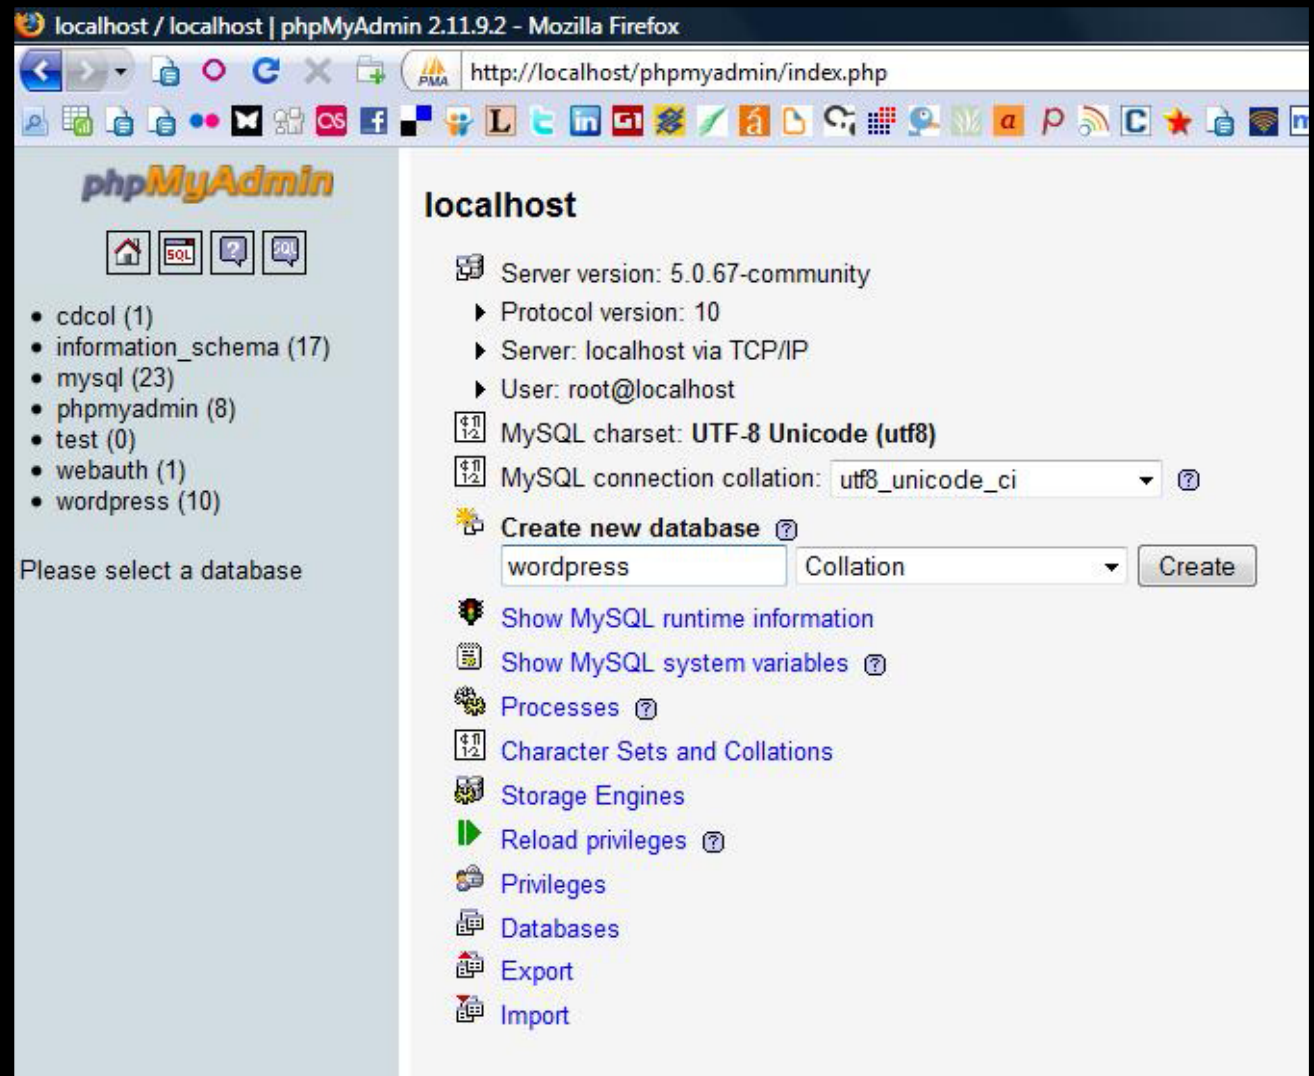 localhost / localhost | phpMyAdmin 2.11.9.2 - Mozilla Firefox
PMA http://localhost/phpmyadmin/index.php
phpMyAdmin
SQL ? SQL
cdcol (1)
information_schema (17)
mysql (23)
phpmyadmin (8)
test (0)
webauth (1)
wordpress (10)
Please select a database
localhost
Server version: 5.0.67-community
Protocol version: 10
Server: localhost via TCP/IP
User: root@localhost
MySQL charset: UTF-8 Unicode (utf8)
MySQL connection collation: utf8_unicode_ci ?
Create new database ?
wordpress Collation Create
Show MySQL runtime information
Show MySQL system variables ?
Processes ?
Character Sets and Collations
Storage Engines
Reload privileges ?
Privileges
Databases
Export
Import